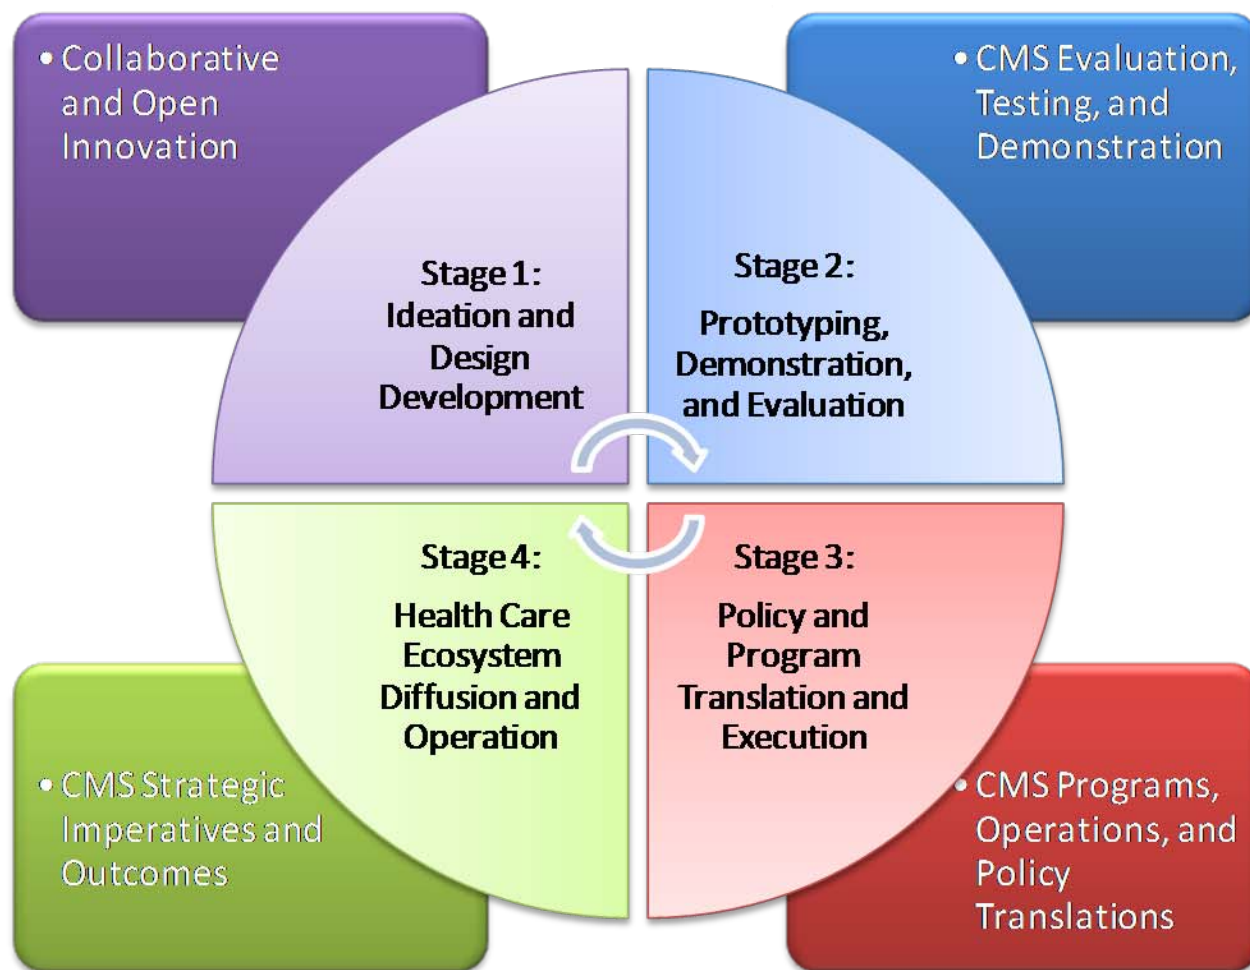 • Collaborative
and Open
Innovation
• CMS Evaluation,
Testing, and
Demonstration
Stage 1:
Ideation and
Design
Development
Stage 2:
Prototyping,
Demonstration,
and Evaluation
Stage 4:
Health Care
Ecosystem
Diffusion and
Operation
Stage 3:
Policy and
Program
Translation and
Execution
• CMS Strategic
Imperatives and
Outcomes
• CMS Programs,
Operations, and
Policy
Translations